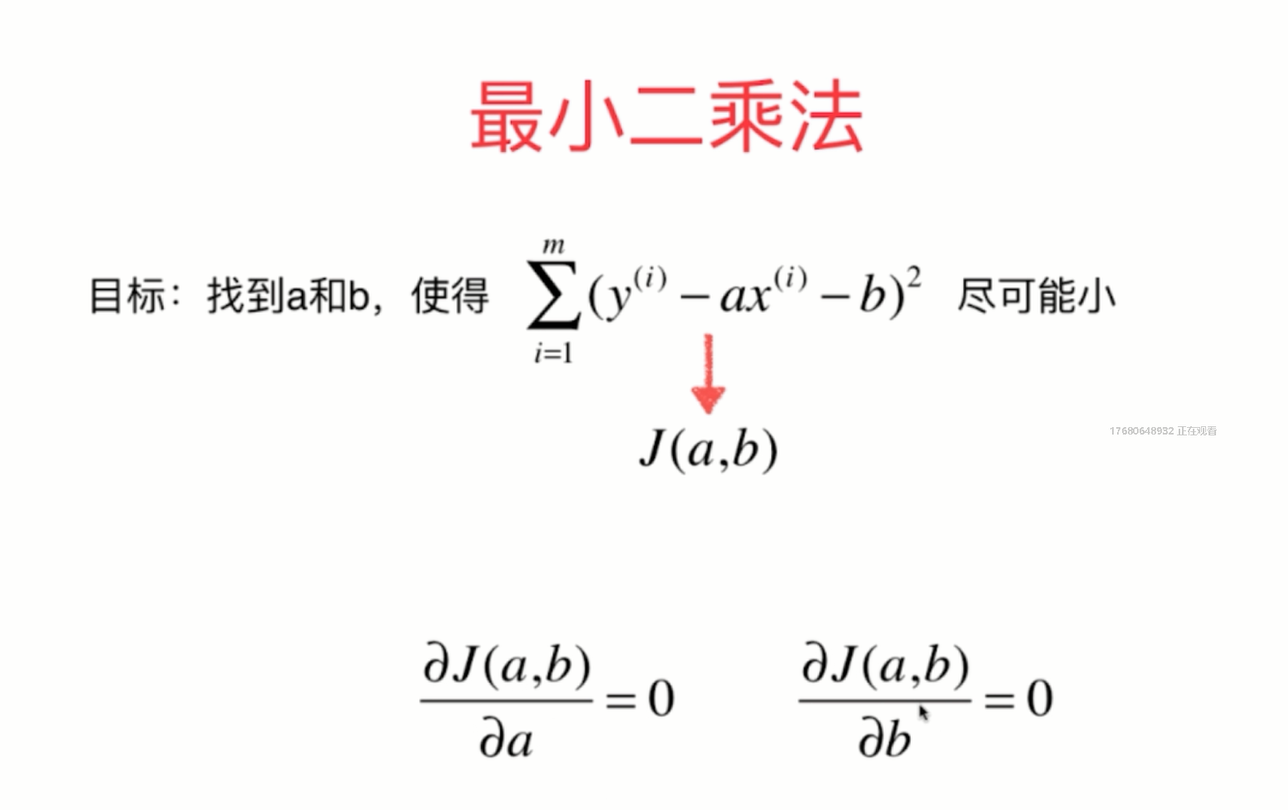 最小二乘法
目标：找到a和b，使得 $\sum_{i=1}^{m}(y^{(i)} - ax^{(i)} - b)^2$ 尽可能小
J(a,b)
17680648932 正在观看
$\frac{\partial J(a,b)}{\partial a} = 0$ $\frac{\partial J(a,b)}{\partial b} = 0$